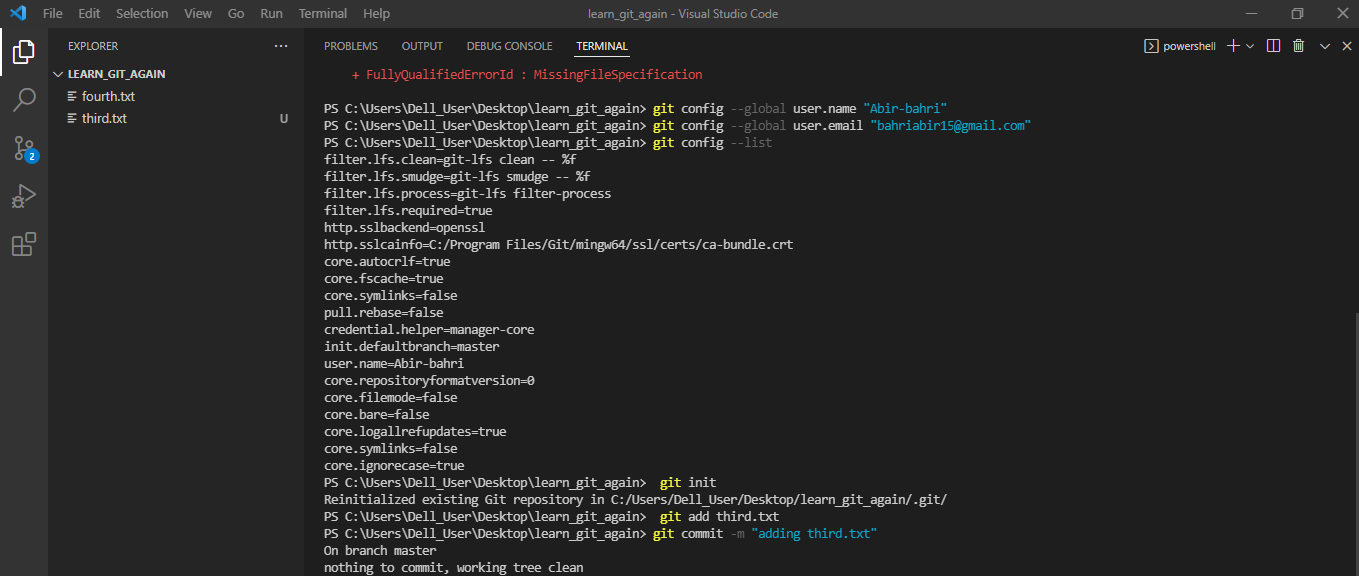 File Edit Selection View Go Run Terminal Help learn_git_again - Visual Studio Code
EXPLORER ···
LEARN_GIT_AGAIN
fourth.txt
third.txt U
2
PROBLEMS OUTPUT DEBUG CONSOLE TERMINAL powershell
+ FullyQualifiedErrorId : MissingFileSpecification
PS C:\Users\Dell_User\Desktop\learn_git_again> git config --global user.name "Abir-bahri"
PS C:\Users\Dell_User\Desktop\learn_git_again> git config --global user.email "bahriabir15@gmail.com"
PS C:\Users\Dell_User\Desktop\learn_git_again> git config --list
filter.lfs.clean=git-lfs clean -- %f
filter.lfs.smudge=git-lfs smudge -- %f
filter.lfs.process=git-lfs filter-process
filter.lfs.required=true
http.sslbackend=openssl
http.sslcainfo=C:/Program Files/Git/mingw64/ssl/certs/ca-bundle.crt
core.autocrlf=true
core.fscache=true
core.symlinks=false
pull.rebase=false
credential.helper=manager-core
init.defaultbranch=master
user.name=Abir-bahri
core.repositoryformatversion=0
core.filemode=false
core.bare=false
core.logallrefupdates=true
core.symlinks=false
core.ignorecase=true
PS C:\Users\Dell_User\Desktop\learn_git_again>  git init
Reinitialized existing Git repository in C:/Users/Dell_User/Desktop/learn_git_again/.git/
PS C:\Users\Dell_User\Desktop\learn_git_again>  git add third.txt
PS C:\Users\Dell_User\Desktop\learn_git_again> git commit -m "adding third.txt"
On branch master
nothing to commit, working tree clean